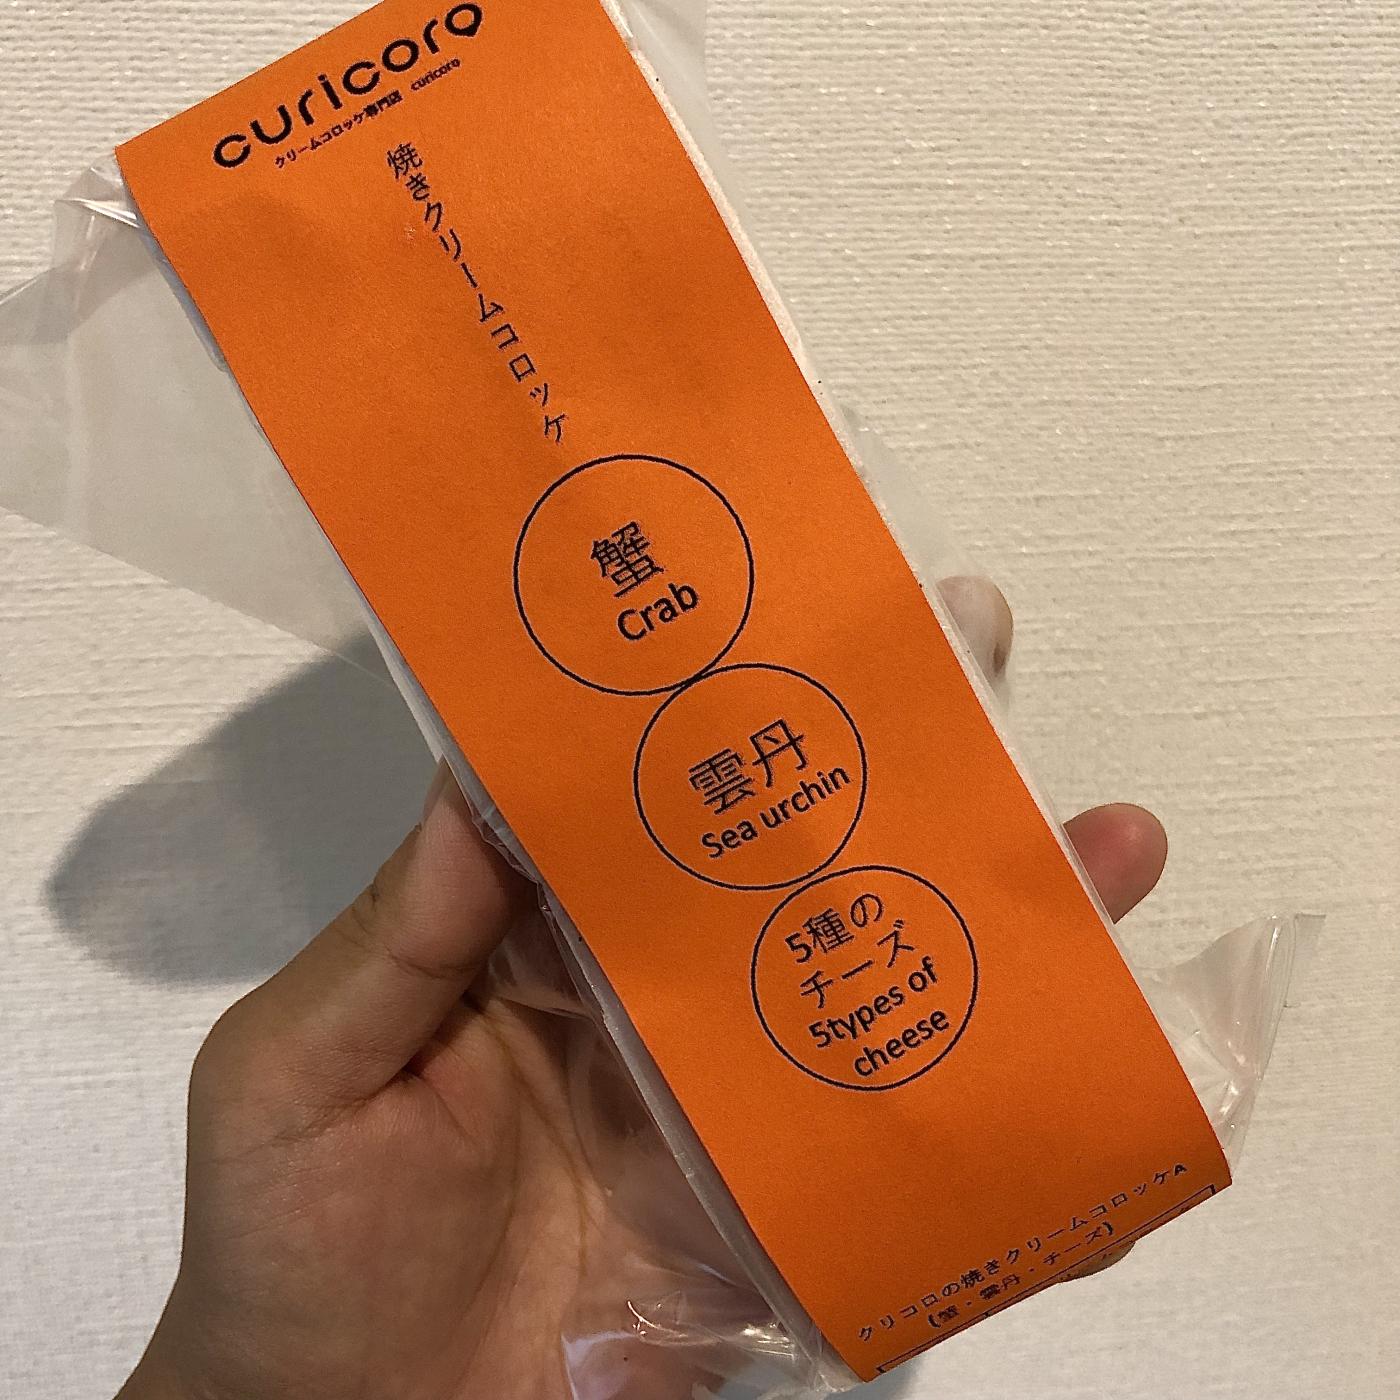 curicoro
クリームコロッケ専門店 curicoro
焼きクリームコロッケ
蟹
Crab
雲丹
Sea urchin
5種の
チーズ
5types of
cheese
クリコロの焼きクリームコロッケA
(蟹・雲丹・チーズ)